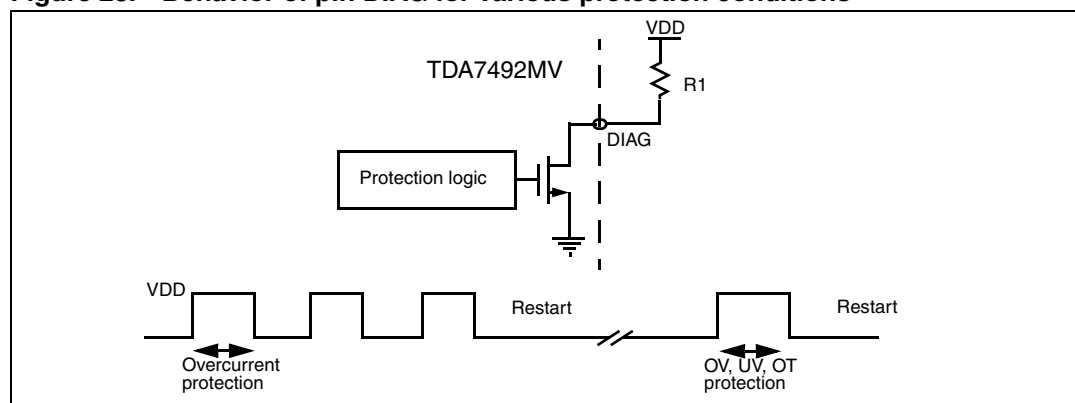 Figure Behavior of pin DIAG for various protection conditions
VDD
TDA7492MV
R1
DIAG
Protection logic
VDD
Restart
Restart
Overcurrent
protection
OV, UV, OT
protection